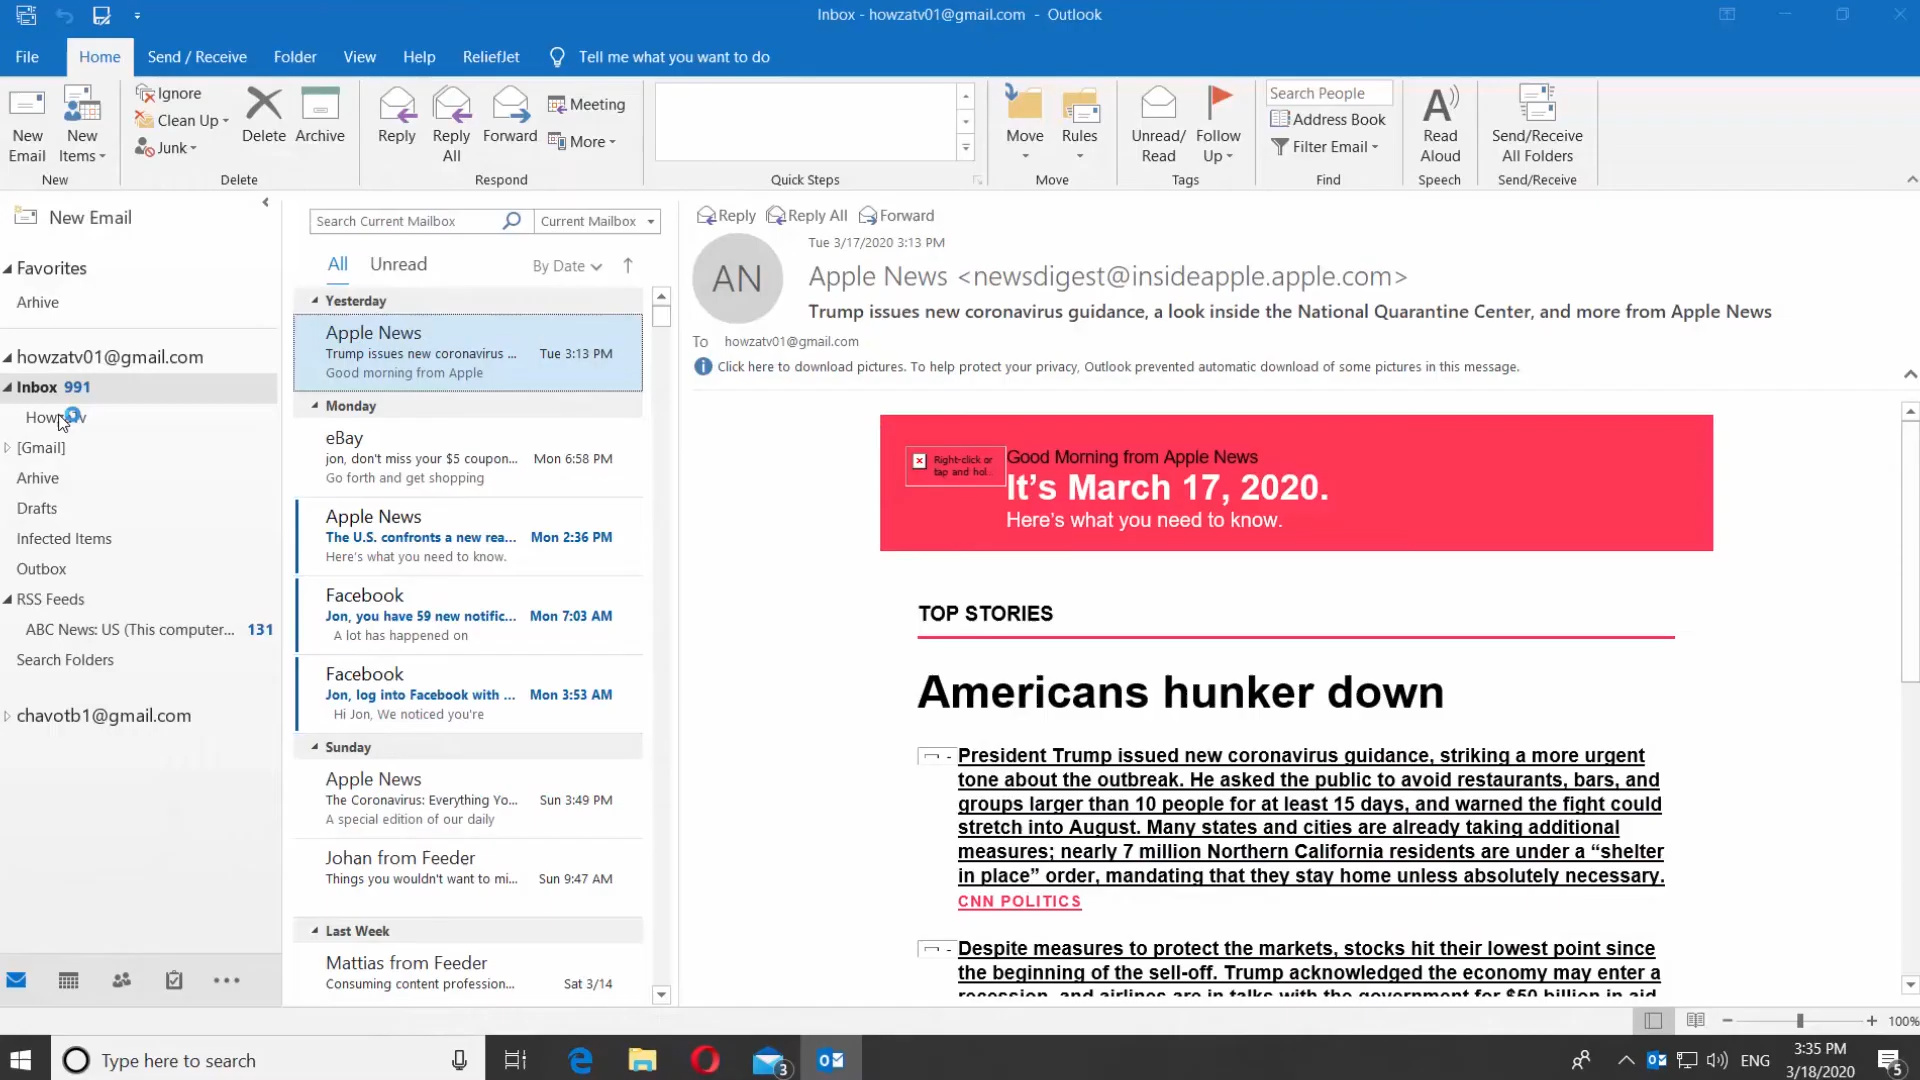 Inbox - howzatv01@gmail.com - Outlook
File Home Send / Receive Folder View Help ReliefJet Tell me what you want to do
New Email
New Items
New
Ignore
Clean Up
Junk
Delete
Archive
Delete
Reply
Reply All
Forward
Meeting
More
Respond
Quick Steps
Move
Rules
Move
Unread/ Read
Follow Up
Tags
Search People
Address Book
Filter Email
Find
Read Aloud
Speech
Send/Receive All Folders
Send/Receive
New Email
Favorites
Arhive
howzatv01@gmail.com
Inbox 991
[Gmail]
Arhive
Drafts
Infected Items
Outbox
RSS Feeds
ABC News: US (This computer... 131
Search Folders
chavotb1@gmail.com
Search Current Mailbox Current Mailbox
All Unread By Date
Yesterday
Apple News
Trump issues new coronavirus ... Tue 3:13 PM
Good morning from Apple
Monday
eBay
jon, don't miss your $5 coupon... Mon 6:58 PM
Go forth and get shopping
Apple News
The U.S. confronts a new rea... Mon 2:36 PM
Here's what you need to know.
Facebook
Jon, you have 59 new notific... Mon 7:03 AM
A lot has happened on
Facebook
Jon, log into Facebook with ... Mon 3:53 AM
Hi Jon, We noticed you're
Sunday
Apple News
The Coronavirus: Everything Yo... Sun 3:49 PM
A special edition of our daily
Johan from Feeder
Things you wouldn't want to mi... Sun 9:47 AM
Last Week
Mattias from Feeder
Consuming content profession... Sat 3/14
Reply Reply All Forward
Tue 3/17/2020 3:13 PM
AN
Apple News <newsdigest@insideapple.apple.com>
Trump issues new coronavirus guidance, a look inside the National Quarantine Center, and more from Apple News
To howzatv01@gmail.com
Click here to download pictures. To help protect your privacy, Outlook prevented automatic download of some pictures in this message.
Right-click or
tap and hol...
Good Morning from Apple News
It's March 17, 2020.
Here's what you need to know.
TOP STORIES
Americans hunker down
President Trump issued new coronavirus guidance, striking a more urgent
tone about the outbreak. He asked the public to avoid restaurants, bars, and
groups larger than 10 people for at least 15 days, and warned the fight could
stretch into August. Many states and cities are already taking additional
measures; nearly 7 million Northern California residents are under a “shelter
in place” order, mandating that they stay home unless absolutely necessary.
CNN POLITICS
Despite measures to protect the markets, stocks hit their lowest point since
the beginning of the sell-off. Trump acknowledged the economy may enter a
recession, and airlines are in talks with the government for $50 billion in aid
100%
Type here to search
3
ENG
3:35 PM
3/18/2020
5